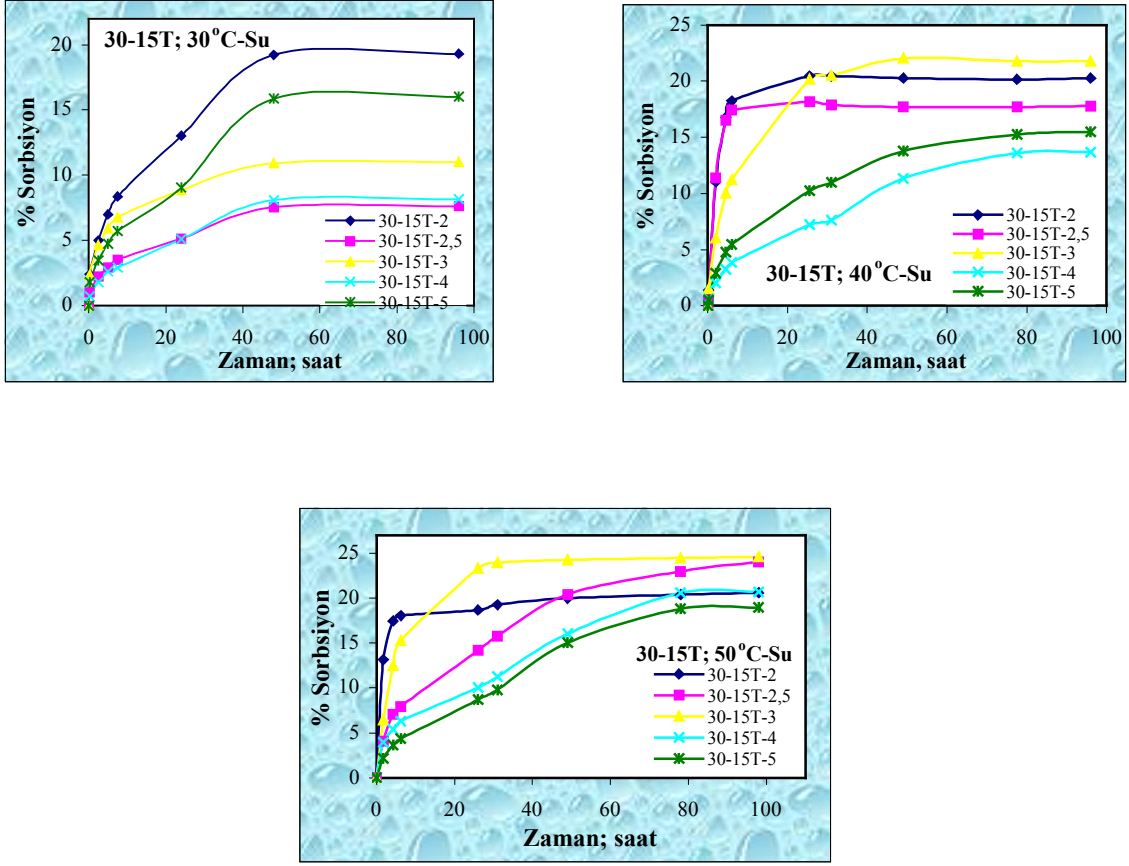 30-15T; 30°C-Su
% Sorbsiyon
20
15
10
5
0
30-15T-2
30-15T-2,5
30-15T-3
30-15T-4
30-15T-5
0 20 40 60 80 100
Zaman; saat
25
20
15
10
5
0
% Sorbsiyon
30-15T; 40°C-Su
30-15T-2
30-15T-2,5
30-15T-3
30-15T-4
30-15T-5
0 20 40 60 80 100
Zaman, saat
25
20
15
10
5
0
% Sorbsiyon
30-15T; 50°C-Su
30-15T-2
30-15T-2,5
30-15T-3
30-15T-4
30-15T-5
0 20 40 60 80 100
Zaman; saat